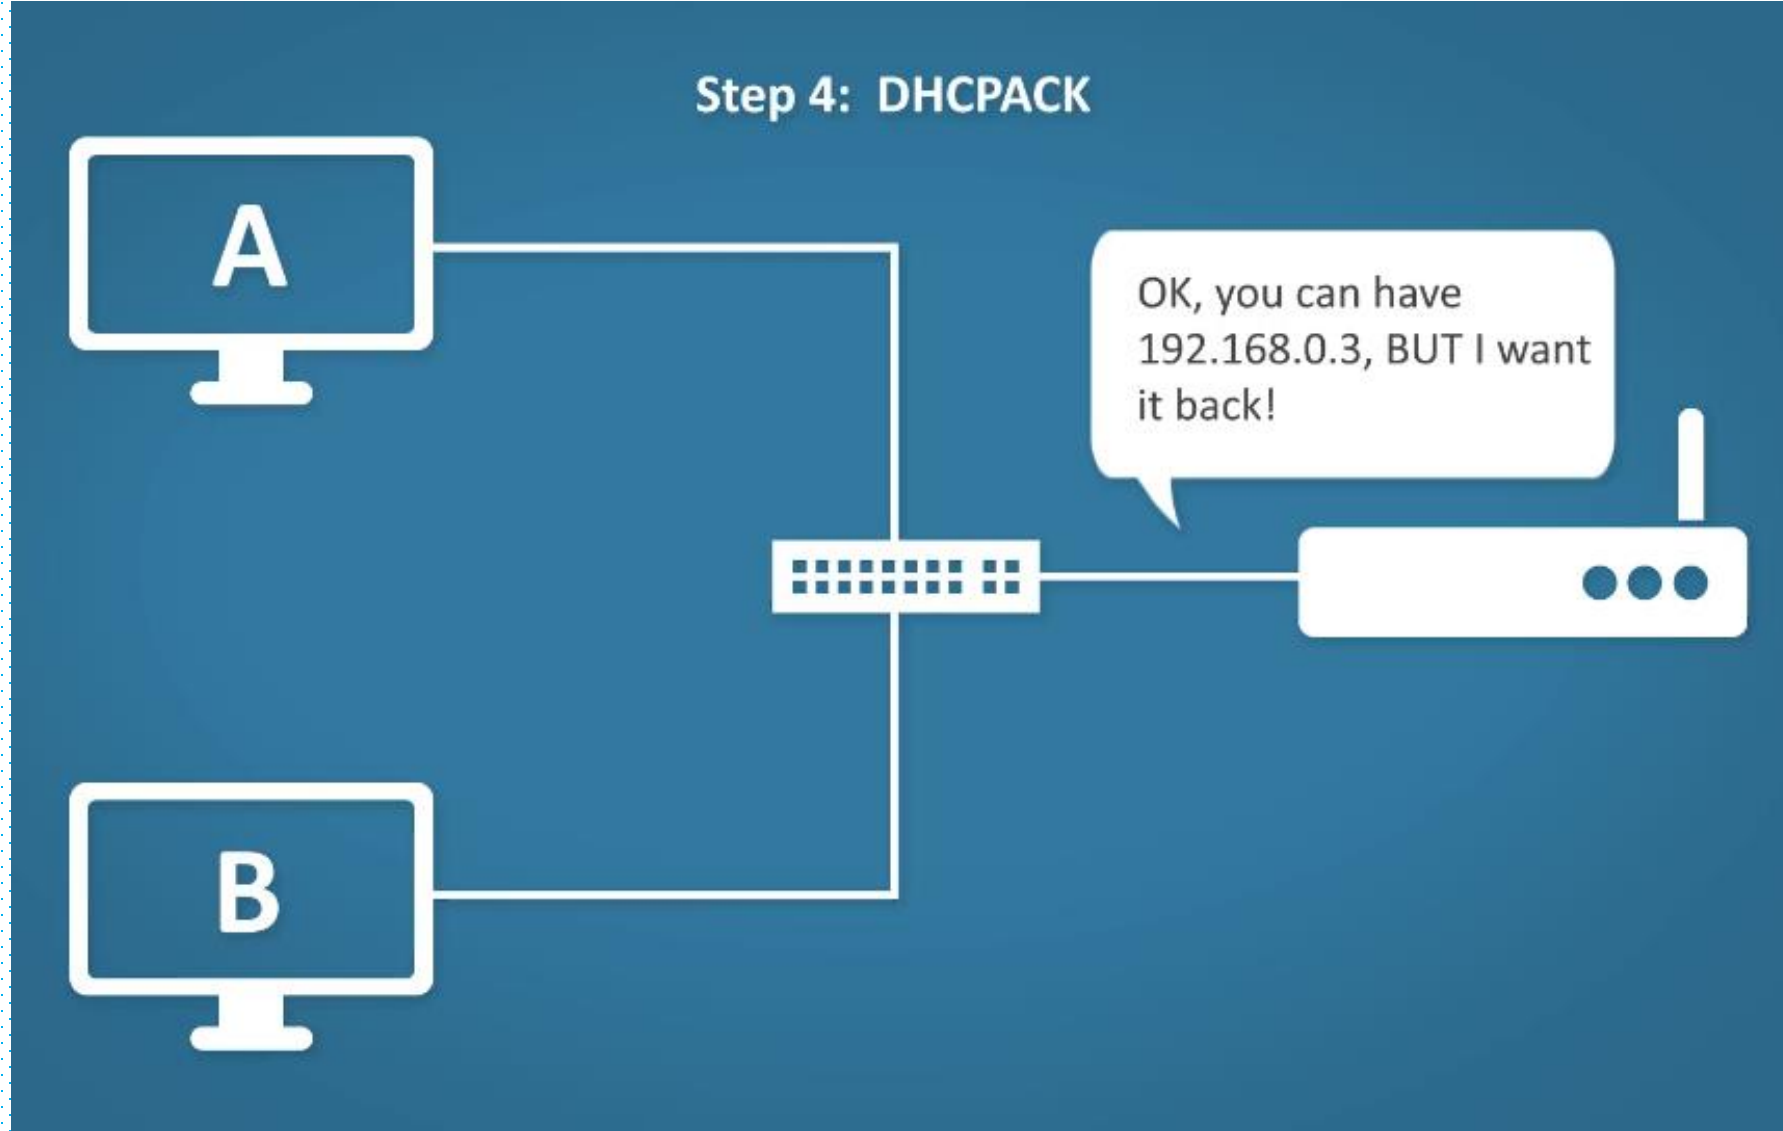 Step 4: DHCPACK
A
OK, you can have
192.168.0.3, BUT I want
it back!
B